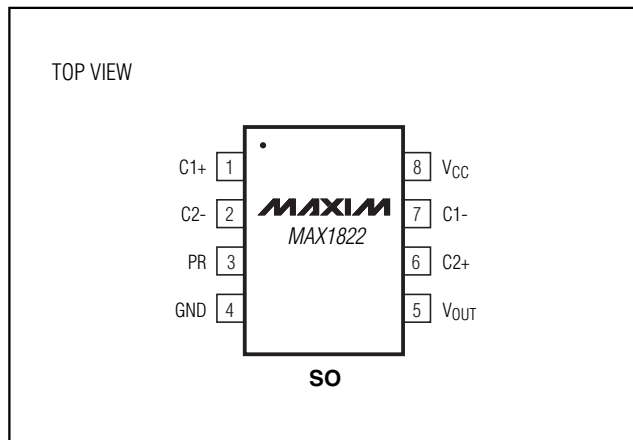 TOP VIEW
C1+ 1
8 VCC
C2- 2
MAXIM
7 C1-
MAX1822
PR 3
6 C2+
GND 4
5 VOUT
SO